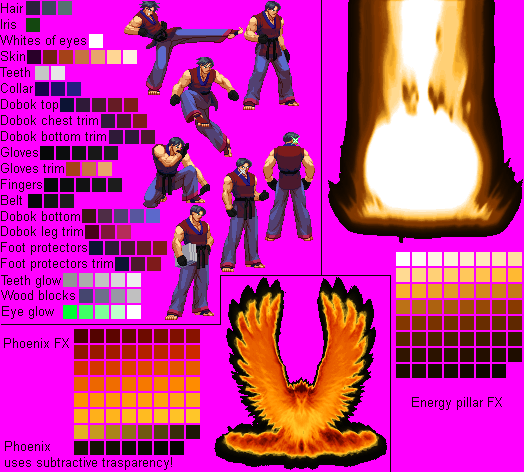 Hair
Iris
Whites of eyes
Skin
Teeth
Collar
Dobok top
Dobok chest trim
Dobok bottom trim
Gloves
Gloves trim
Fingers
Belt
Dobok bottom
Dobok leg trim
Foot protectors
Foot protectors trim
Teeth glow
Wood blocks
Eye glow
Phoenix FX
Phoenix
uses subtractive trasparency!
Energy pillar FX